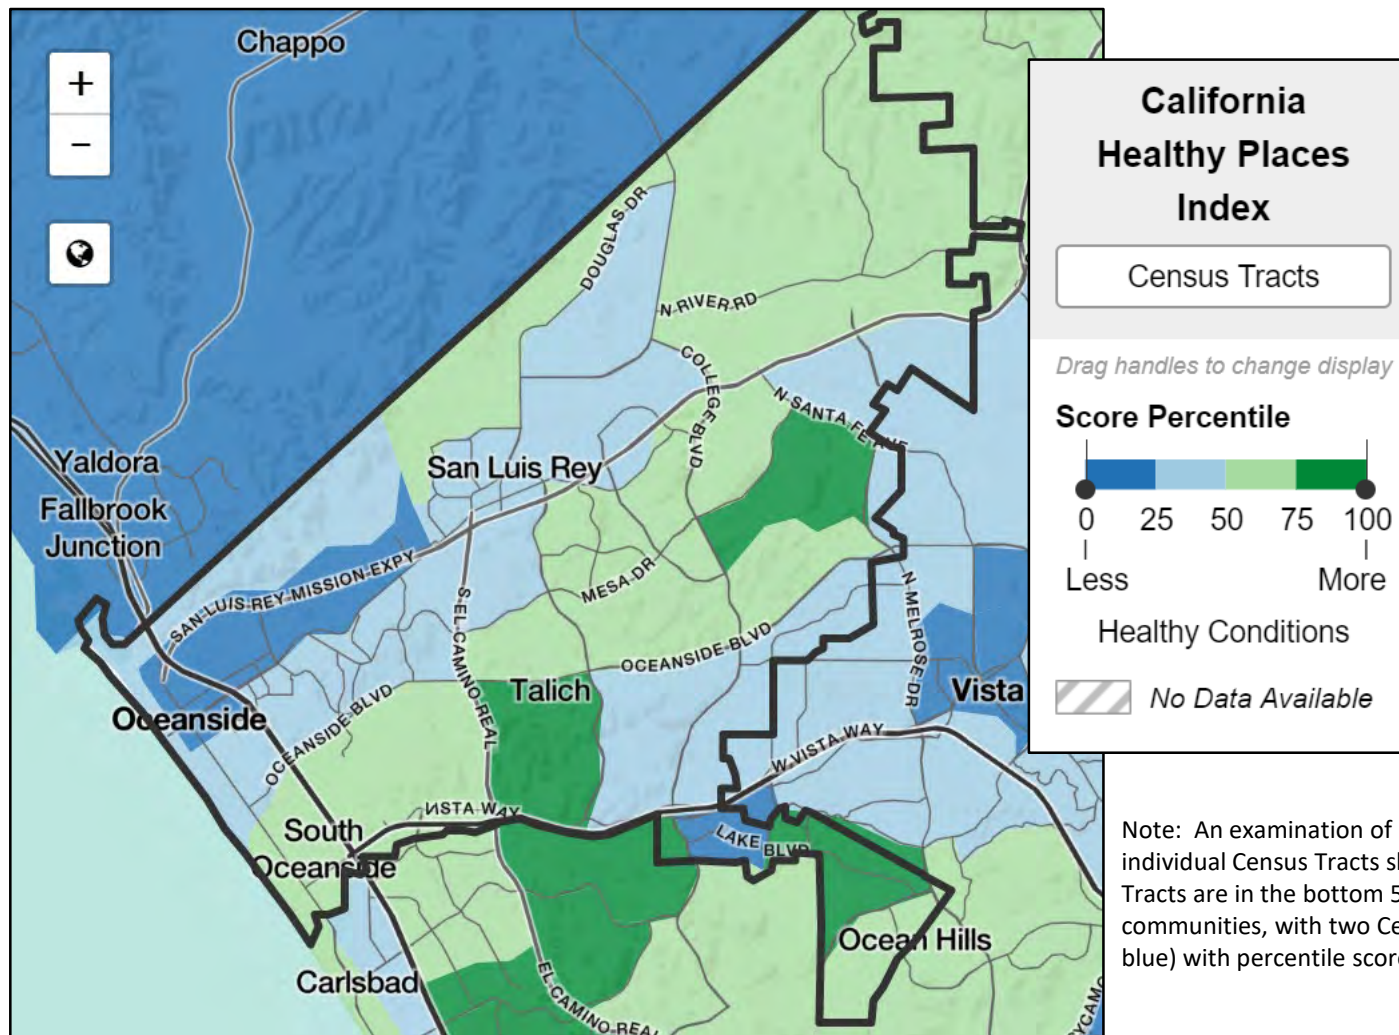 Chappo
+
−
DOUGLAS DR
N RIVER RD
COLLEGE BLVD
N SANTA FE AVE
Yaldora
Fallbrook
Junction
San Luis Rey
SAN LUIS REY MISSION EXPY
S EL CAMINO REAL
MESA DR
OCEANSIDE BLVD
N MELROSE DR
Talich
Vista
Oceanside
OCEANSIDE BLVD
W VISTA WAY
VISTA WAY
South
Oceanside
LAKE BLVD
Ocean Hills
Carlsbad
EL CAMINO REAL
California
Healthy Places
Index
Census Tracts
Drag handles to change display
Score Percentile
0 25 50 75 100
Less More
Healthy Conditions
No Data Available
Note: An examination of
individual Census Tracts
Tracts are in the bottom 5
communities, with two
blue) with percentile